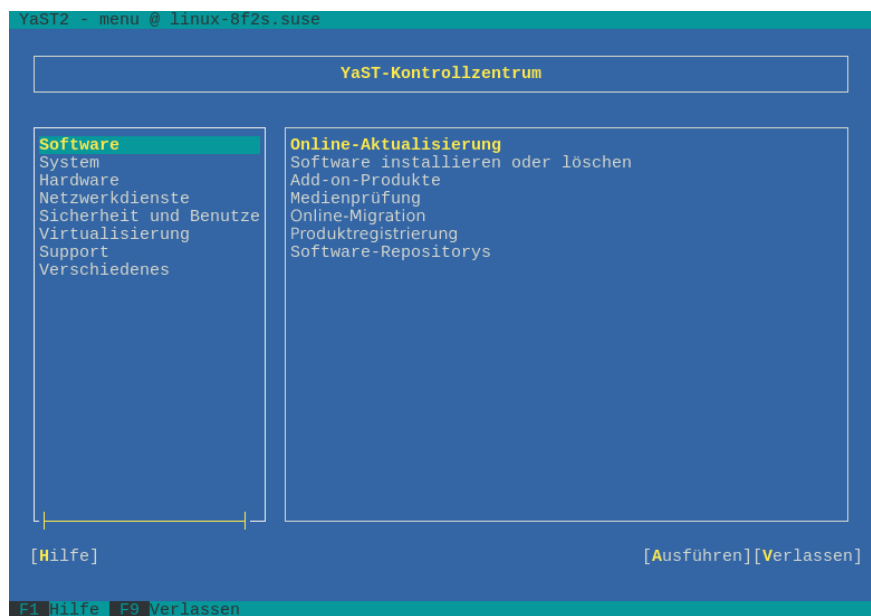 YaST2 - menu @ linux-8f2s.suse
YaST-Kontrollzentrum
Software
System
Hardware
Netzwerkdienste
Sicherheit und Benutze
Virtualisierung
Support
Verschiedenes
Online-Aktualisierung
Software installieren oder löschen
Add-on-Produkte
Medienprüfung
Online-Migration
Produktregistrierung
Software-Repositorys
[Hilfe] [Ausführen][Verlassen]
F1 Hilfe F9 Verlassen